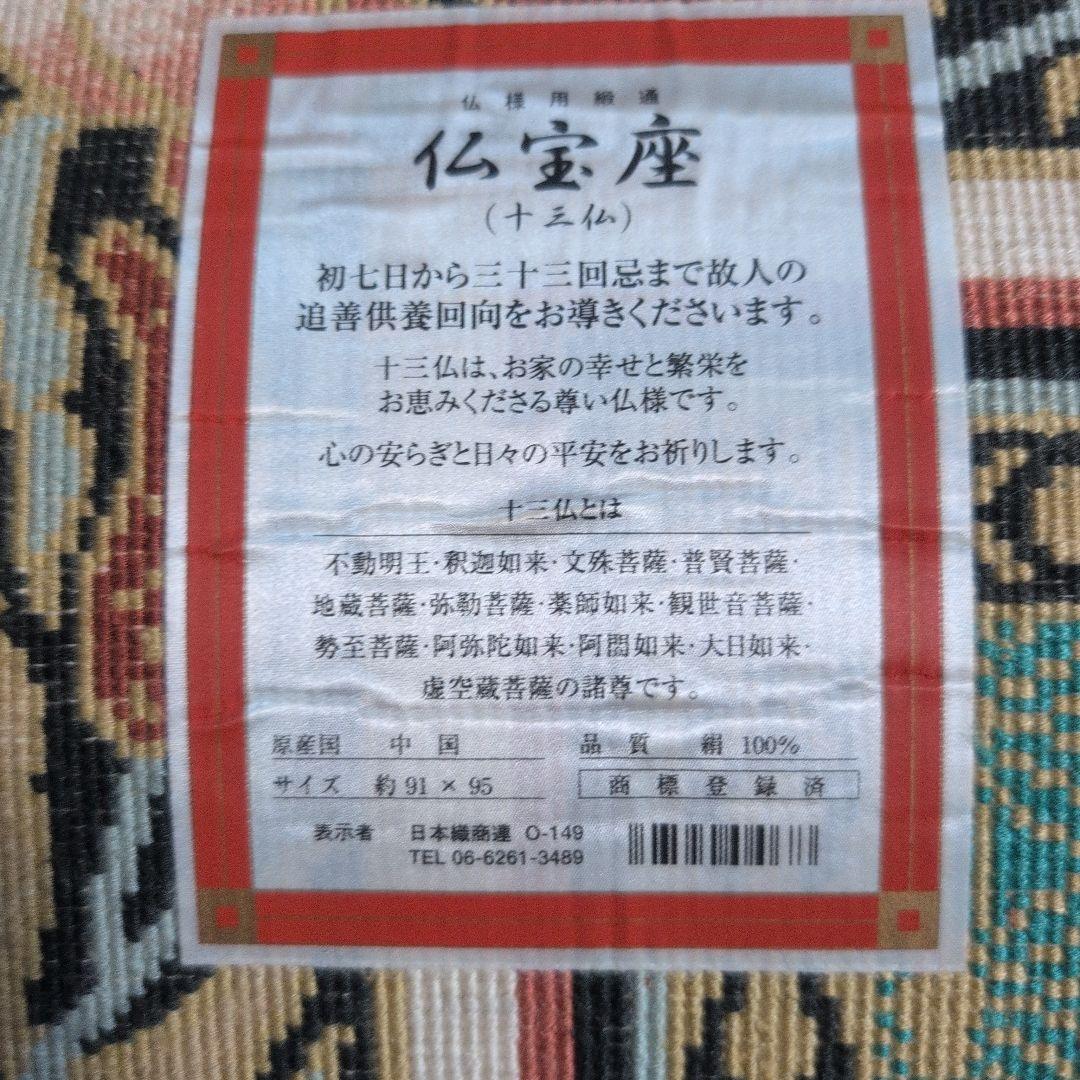 仏様用緞通
仏宝座
(十三仏)
初七日から三十三回忌まで故人の
追善供養回向をお導きくださいます。
十三仏は、お家の幸せと繁栄を
お恵みくださる尊い仏様です。
心の安らぎと日々の平安をお祈りします。
十三仏とは
不動明王・釈迦如来・文殊菩薩・普賢菩薩・
地蔵菩薩・弥勒菩薩・薬師如来・観世音菩薩・
勢至菩薩・阿弥陀如来・阿閦如来・大日如来・
虚空蔵菩薩の諸尊です。
原産国 中国 品質 絹 100%
サイズ 約 91 × 95 商標登録済
表示者 日本織商連 O-149
TEL 06-6261-3489